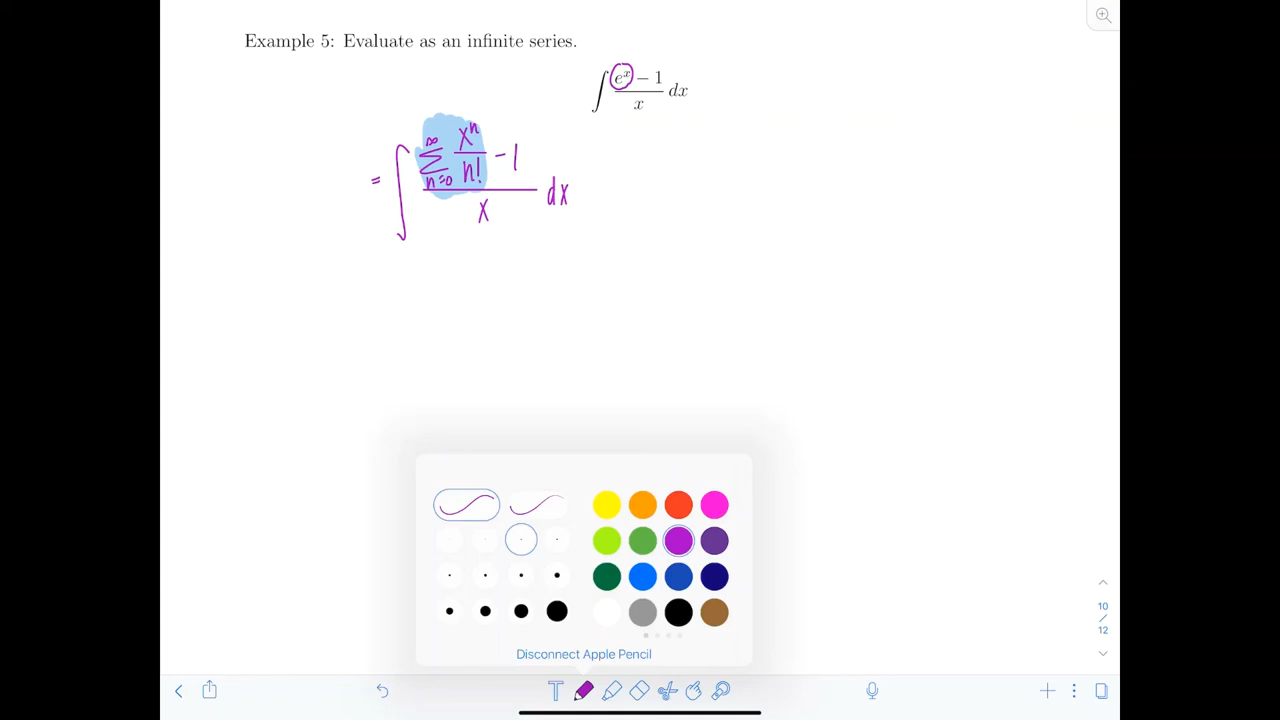 Example 5: Evaluate as an infinite series.
∫ (e^x − 1)/x dx
= ∫ (∑_{n=0}^{∞} x^n/n! − 1)/x dx
10
/
12
Disconnect Apple Pencil
T